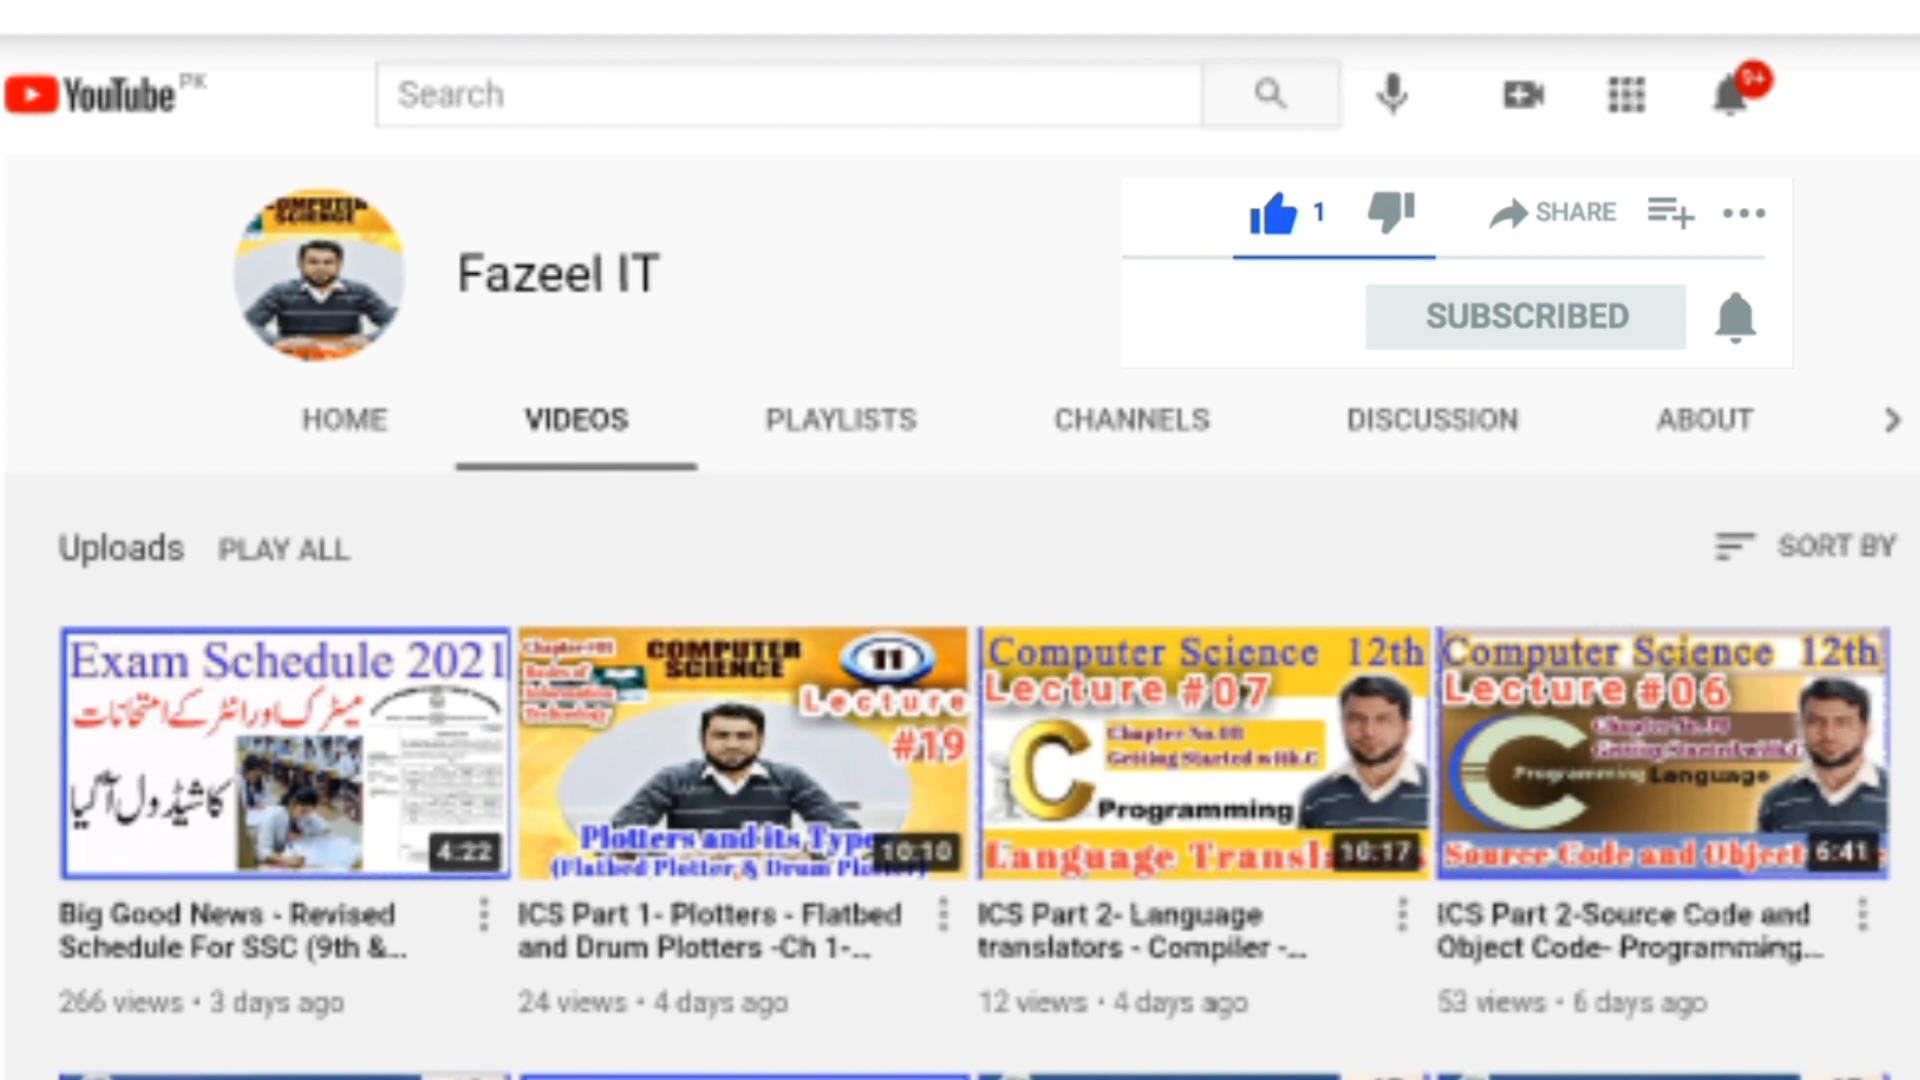 YouTube PK
Search
9+
COMPUTER
SCIENCE
Fazeel IT
1
SHARE
SUBSCRIBED
HOME VIDEOS PLAYLISTS CHANNELS DISCUSSION ABOUT
Uploads PLAY ALL
SORT BY
Exam Schedule 2021
میٹرک اور انٹر کے امتحانات
کا شیڈول آ گیا
4:22
Chapter #01
Basics of
Information
Technology
COMPUTER
SCIENCE
11
Lecture
#19
Plotters and its Type
(Flatbed Plotter & Drum Plotter)
10:10
Computer Science 12th
Lecture #07
Chapter No.08
Getting Started with C
C
Programming
Language Transla
10:17
Computer Science 12th
Lecture #06
Getting Started with C
C
Programming Language
Source Code and Object
6:41
Big Good News - Revised
Schedule For SSC (9th &...
266 views • 3 days ago
ICS Part 1- Plotters - Flatbed
and Drum Plotters -Ch 1-...
24 views • 4 days ago
ICS Part 2- Language
translators - Compiler -...
12 views • 4 days ago
ICS Part 2-Source Code and
Object Code- Programming...
53 views • 6 days ago